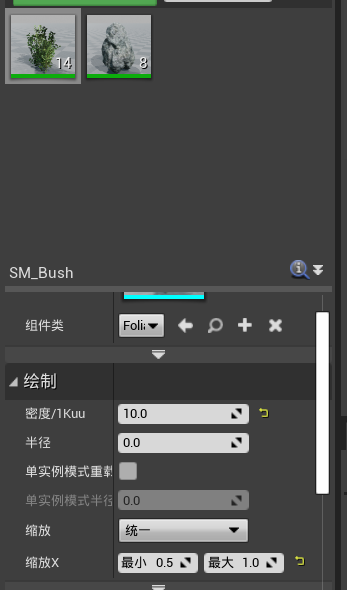 14 8
SM_Bush
组件类 Foli
绘制
密度/1Kuu 10.0
半径 0.0
单实例模式重载
单实例模式半径 0.0
缩放 统一
缩放X 最小 0.5 最大 1.0